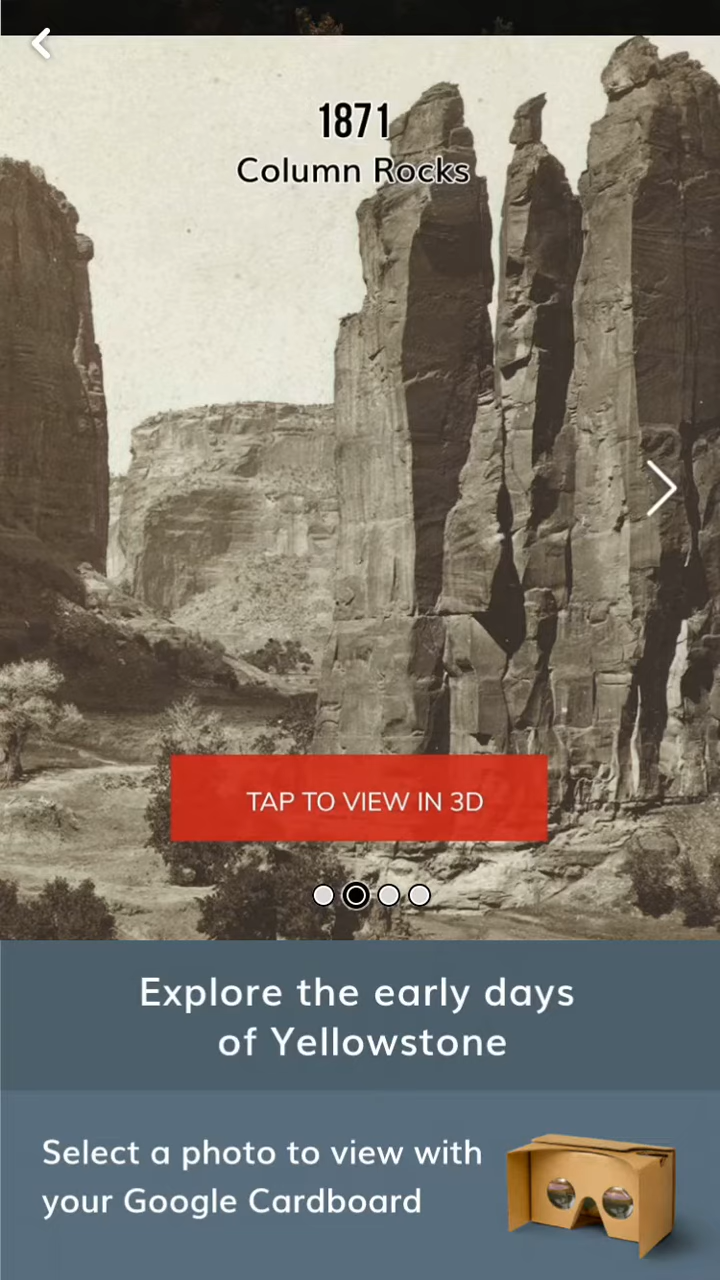 1871
Column Rocks
TAP TO VIEW IN 3D
Explore the early days
of Yellowstone
Select a photo to view with
your Google Cardboard